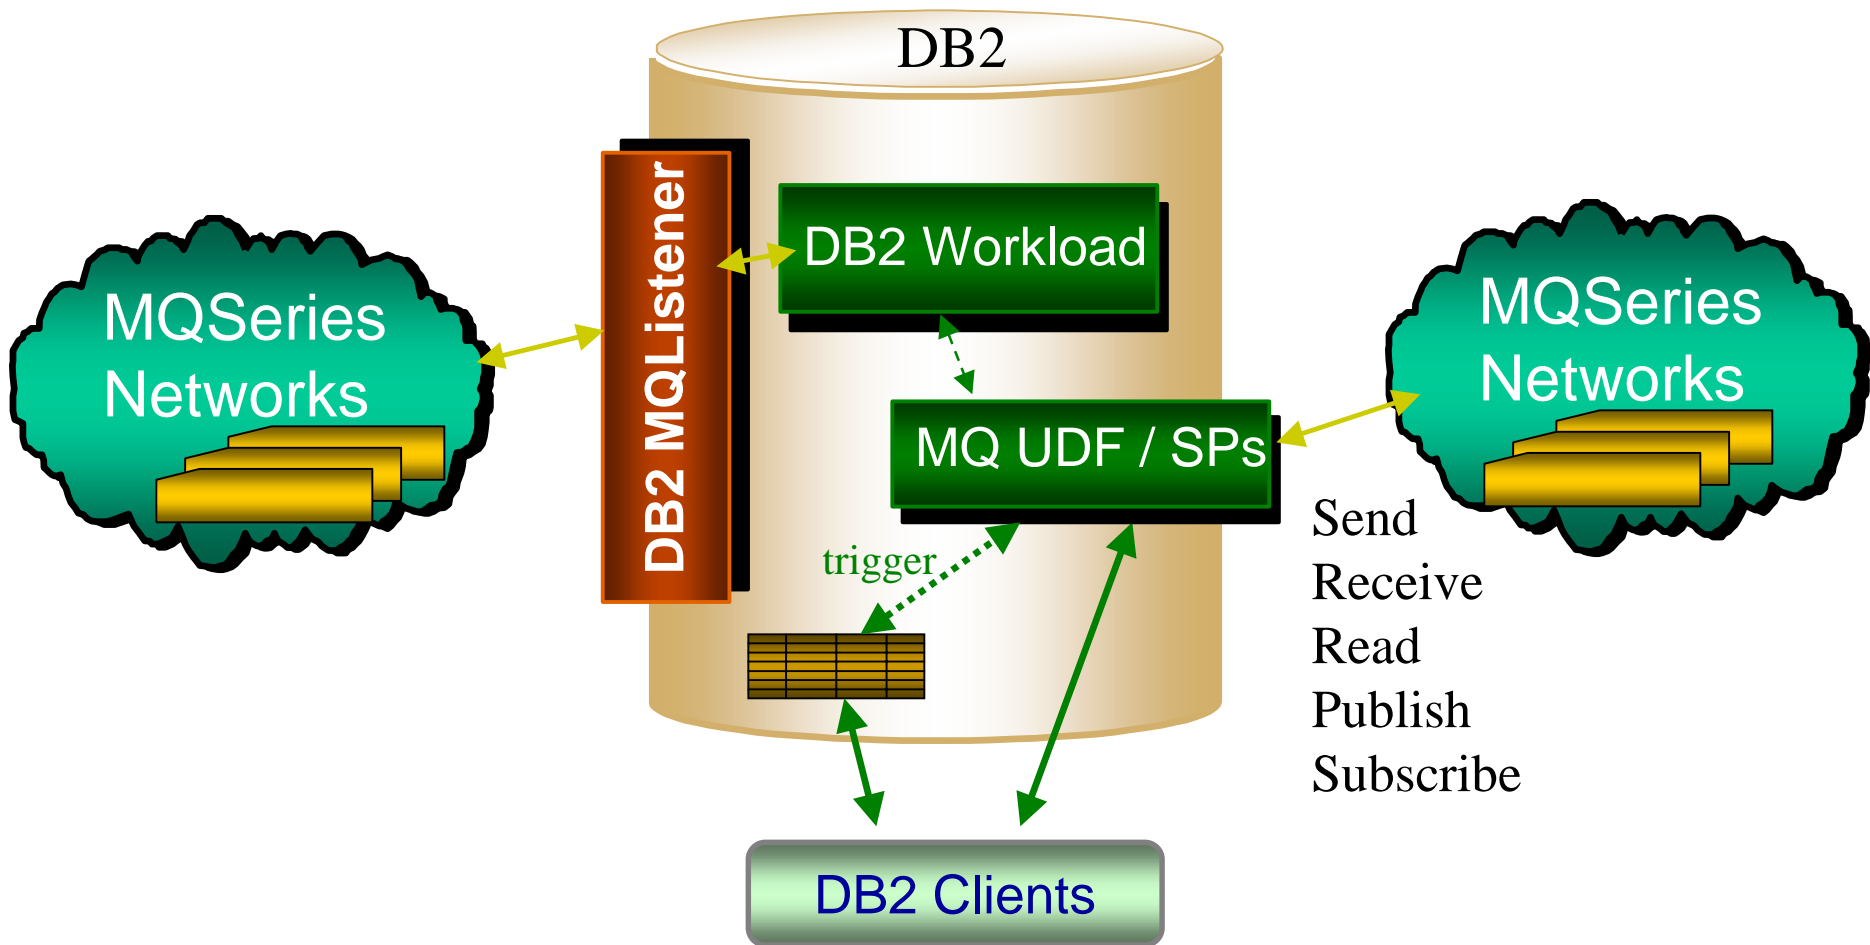 DB2
DB2 MQListener
DB2 Workload
MQSeries
Networks
MQSeries
Networks
MQ UDF / SPs
trigger
Send
Receive
Read
Publish
Subscribe
DB2 Clients